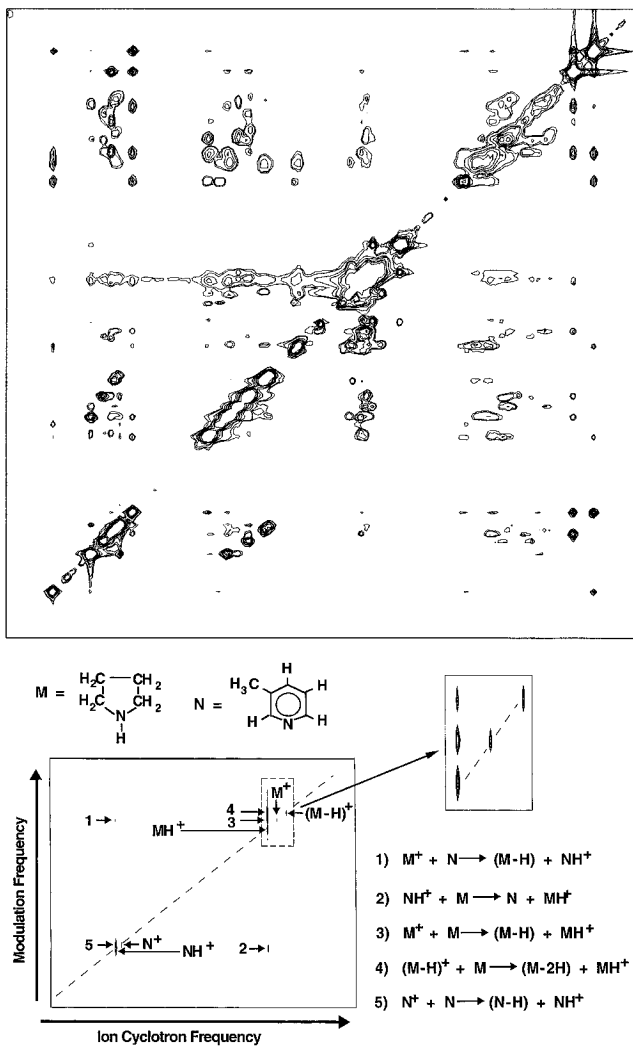 M =
H₂C
CH₂
H₂C
CH₂
N
H
N =
H
H₃C
H
H
N
H
M⁺
4
3
(M-H)⁺
1
MH⁺
5
N⁺
NH⁺
2
Modulation Frequency
Ion Cyclotron Frequency
1) M⁺ + N → (M-H) + NH⁺
2) NH⁺ + M → N + MH⁺
3) M⁺ + M → (M-H) + MH⁺
4) (M-H)⁺ + M → (M-2H) + MH⁺
5) N⁺ + N → (N-H) + NH⁺